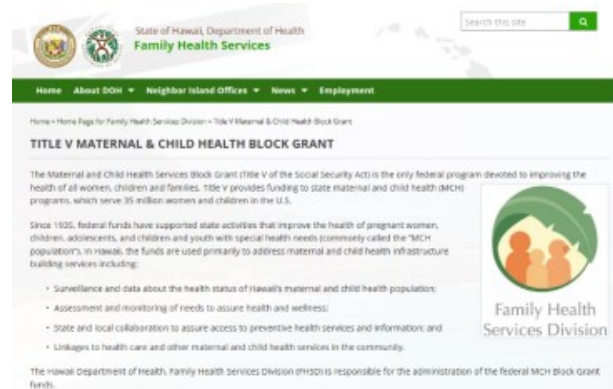 State of Hawaii, Department of Health
Family Health Services
Search this site
Home About DOH Neighbor Island Offices News Employment
Home » Home Page for Family Health Services Division » Title V Maternal & Child Health Block Grant
TITLE V MATERNAL & CHILD HEALTH BLOCK GRANT
The Maternal and Child Health Services Block Grant (Title V of the Social Security Act) is the only federal program devoted to improving the
health of all women, children and families. Title V provides funding to state maternal and child health (MCH)
programs, which serve 35 million women and children in the U.S.
Since 1935, federal funds have supported state activities that improve the health of pregnant women,
children, adolescents, and children and youth with special health needs (commonly called the "MCH
population"). In Hawaii, the funds are used primarily to address maternal and child health infrastructure
building services including:
• Surveillance and data about the health status of Hawaii's maternal and child health population;
• Assessment and monitoring of needs to assure health and wellness;
• State and local collaboration to assure access to preventive health services and information; and
• Linkages to health care and other maternal and child health services in the community.
Family Health
Services Division
The Hawaii Department of Health, Family Health Services Division (FHSD) is responsible for the administration of the federal MCH Block Grant
funds.